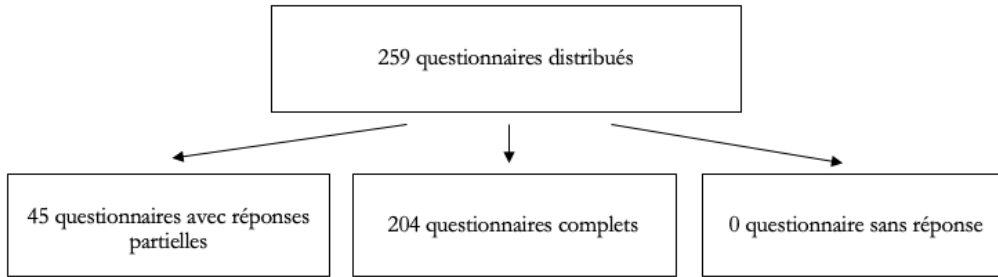 259 questionnaires distribués
45 questionnaires avec réponses
partielles
204 questionnaires complets
0 questionnaire sans réponse